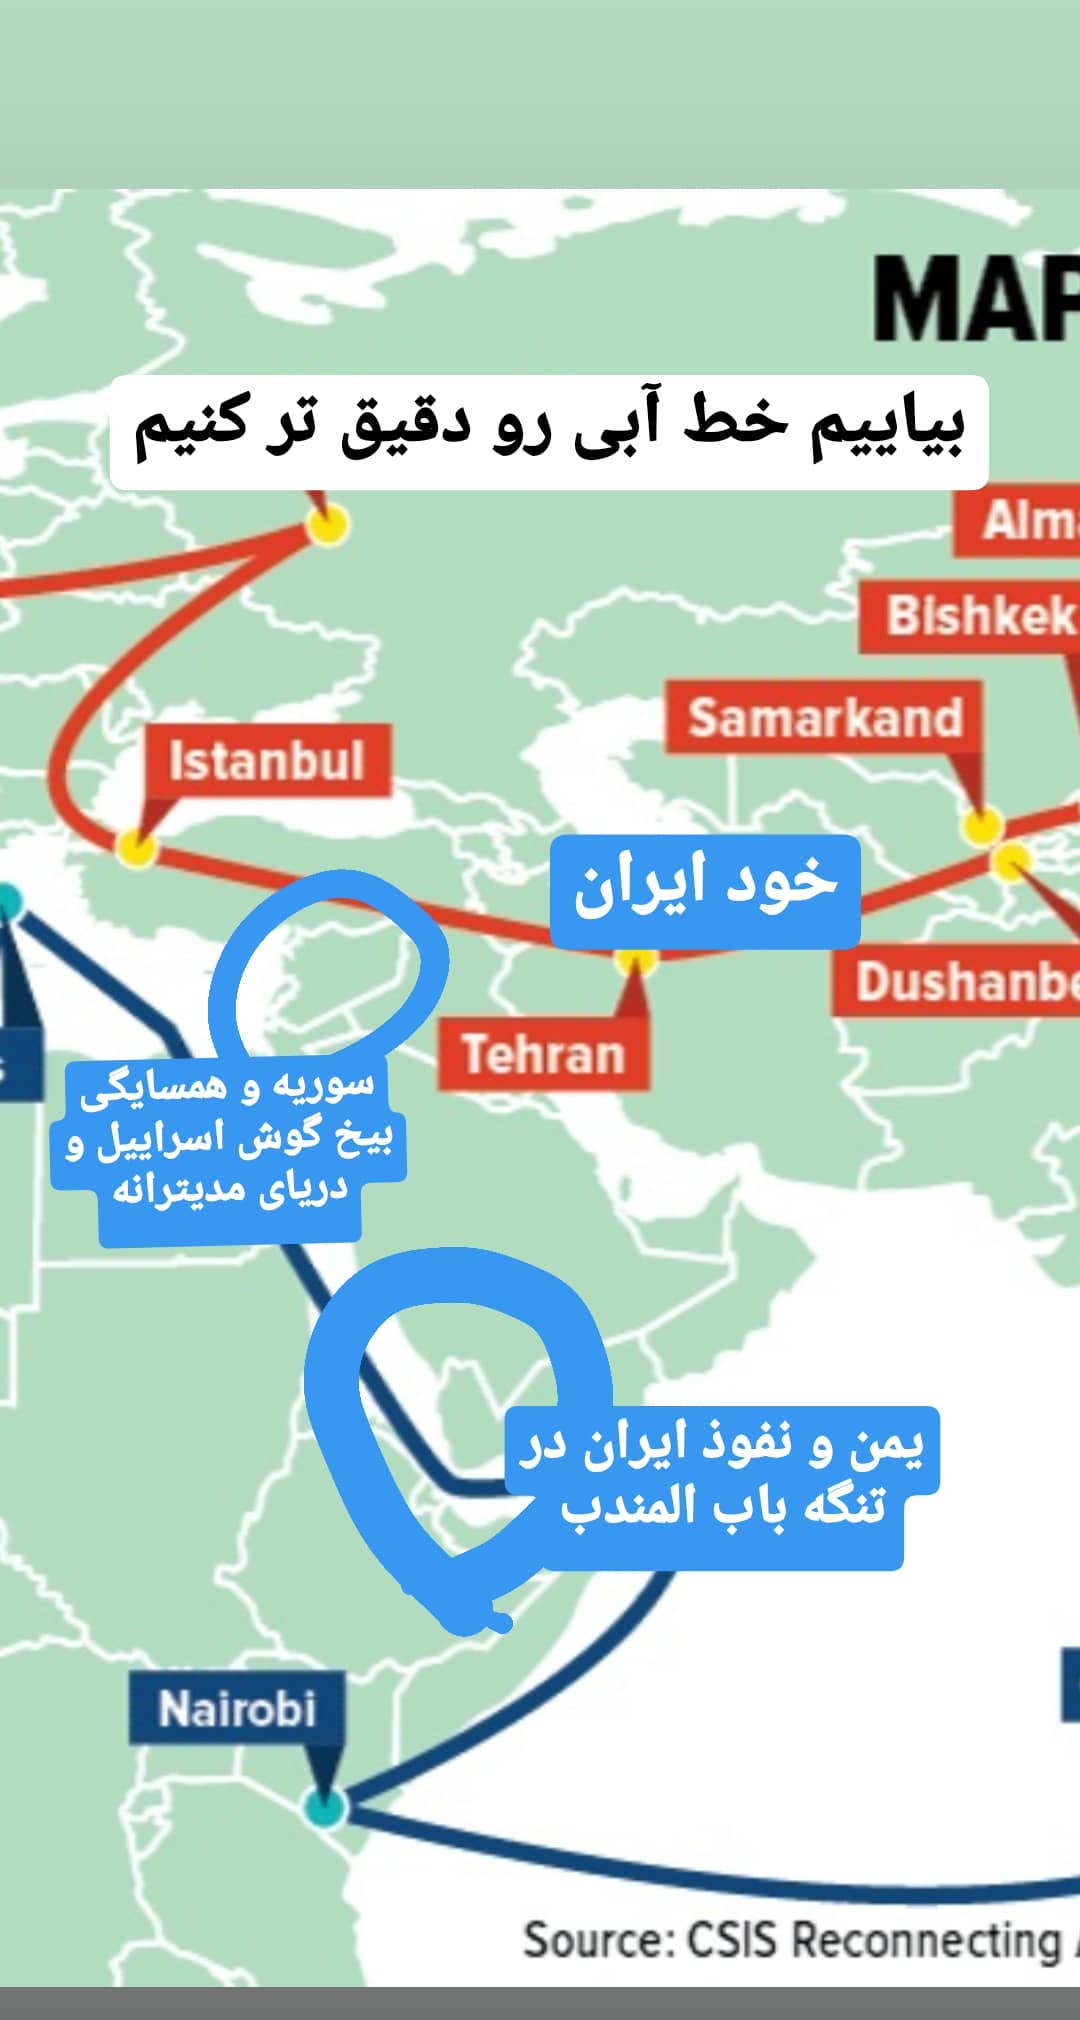 MAP
بیاییم خط آبی رو دقیق تر کنیم
Bishkek
Samarkand
Istanbul
خود ایران
Dushanbe
Tehran
سوریه و همسایگی
بیخ گوش اسراییل و
دریای مدیترانه
یمن و نفوذ ایران در
تنگه باب المندب
Nairobi
Source: CSIS Reconnecting